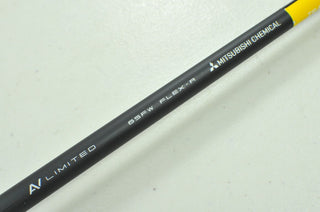 AV LIMITED
65FW FLEX-R
MITSUBISHI CHEMICAL